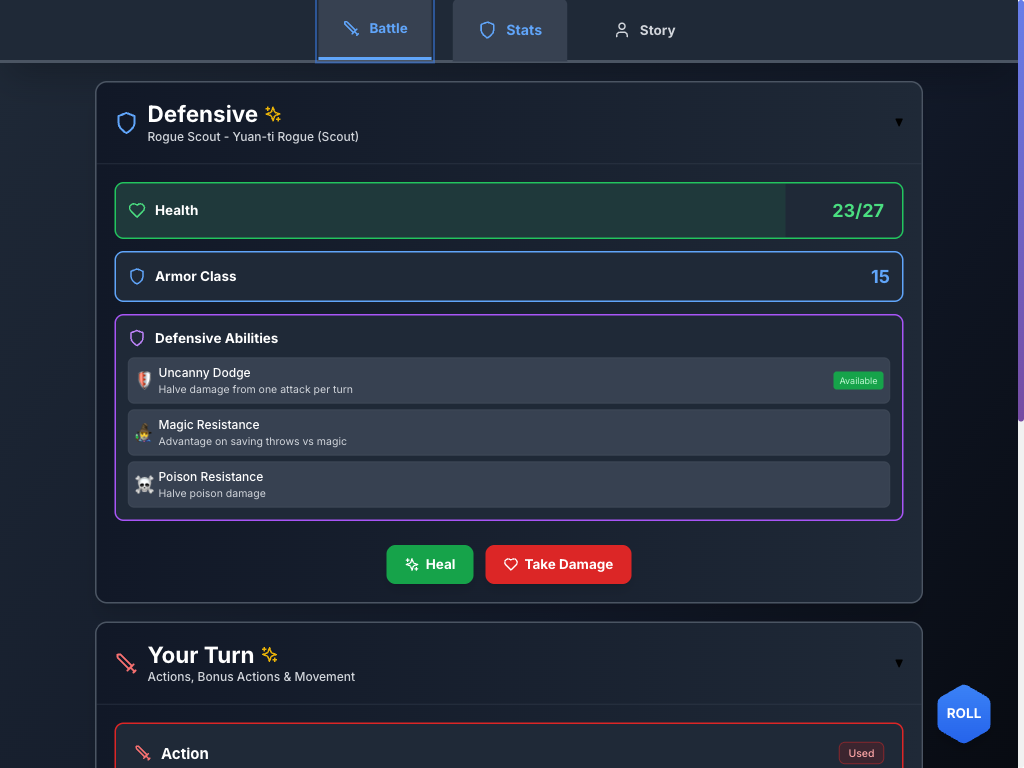 Battle
Stats
Story
Defensive
Rogue Scout - Yuan-ti Rogue (Scout)
Health
23/27
Armor Class
15
Defensive Abilities
Uncanny Dodge
Halve damage from one attack per turn
Available
Magic Resistance
Advantage on saving throws vs magic
Poison Resistance
Halve poison damage
Heal
Take Damage
Your Turn
Actions, Bonus Actions & Movement
ROLL
Action
Used